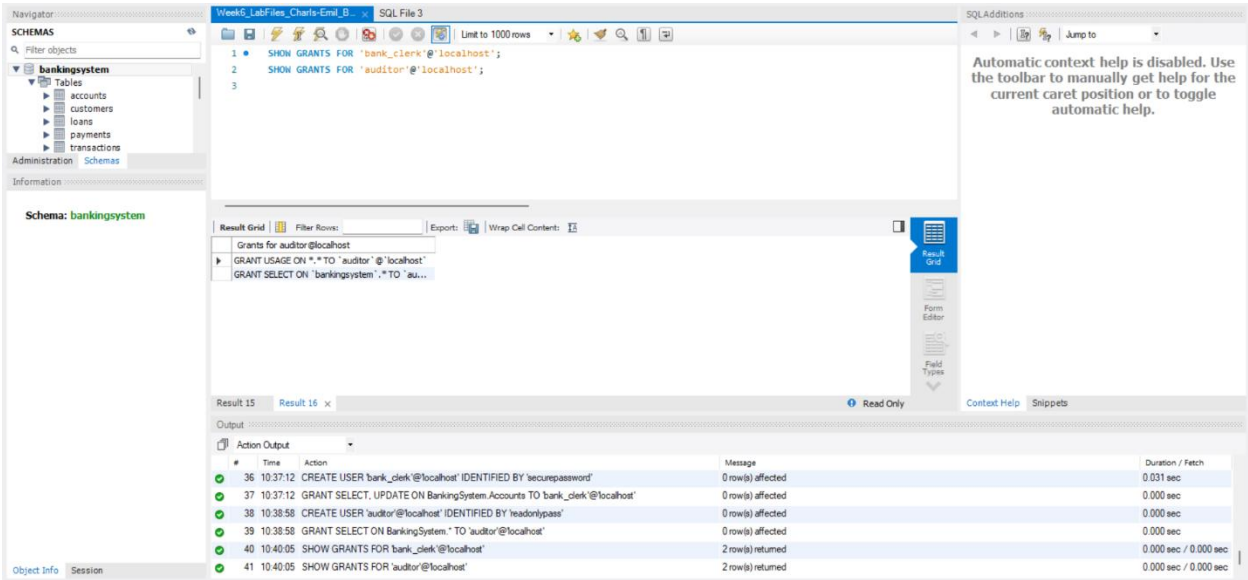 Navigator
SCHEMAS
Filter objects
bankingsystem
Tables
accounts
customers
loans
payments
transactions
Administration Schemas
Information
Schema: bankingsystem
Object Info Session
Week6_LabFiles_Charls-Emil_B... × SQL File 3
Limit to 1000 rows
1 SHOW GRANTS FOR 'bank_clerk'@'localhost';
2 SHOW GRANTS FOR 'auditor'@'localhost';
3
Result Grid Filter Rows: Export: Wrap Cell Content:
Grants for auditor@localhost
GRANT USAGE ON *.* TO `auditor`@`localhost`
GRANT SELECT ON `bankingsystem`.* TO `au...
Result Grid
Form Editor
Field Types
Result 15 Result 16 × Read Only
Output
Action Output
# Time Action Message Duration / Fetch
36 10:37:12 CREATE USER 'bank_clerk'@'localhost' IDENTIFIED BY 'securepassword' 0 row(s) affected 0.031 sec
37 10:37:12 GRANT SELECT, UPDATE ON BankingSystem.Accounts TO 'bank_clerk'@'localhost' 0 row(s) affected 0.000 sec
38 10:38:58 CREATE USER 'auditor'@'localhost' IDENTIFIED BY 'readonlypass' 0 row(s) affected 0.000 sec
39 10:38:58 GRANT SELECT ON BankingSystem.* TO 'auditor'@'localhost' 0 row(s) affected 0.000 sec
40 10:40:05 SHOW GRANTS FOR 'bank_clerk'@'localhost' 2 row(s) returned 0.000 sec / 0.000 sec
41 10:40:05 SHOW GRANTS FOR 'auditor'@'localhost' 2 row(s) returned 0.000 sec / 0.000 sec
SQLAdditions
Jump to
Automatic context help is disabled. Use
the toolbar to manually get help for the
current caret position or to toggle
automatic help.
Context Help Snippets